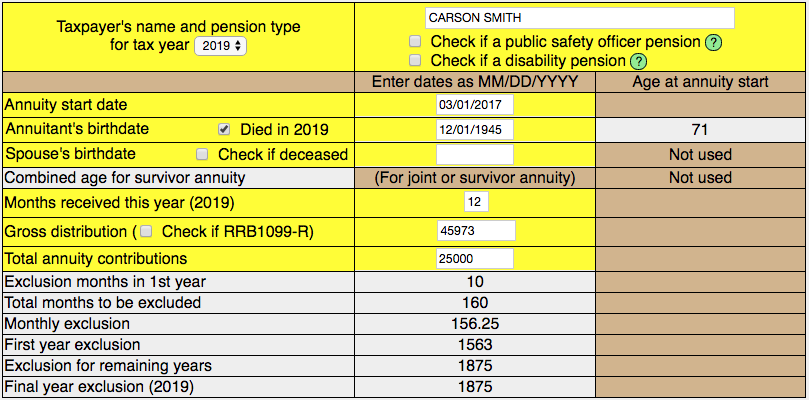 Taxpayer's name and pension type
for tax year 2019
CARSON SMITH
Check if a public safety officer pension ?
Check if a disability pension ?
Enter dates as MM/DD/YYYY Age at annuity start
Annuity start date 03/01/2017
Annuitant's birthdate Died in 2019 12/01/1945 71
Spouse's birthdate Check if deceased Not used
Combined age for survivor annuity (For joint or survivor annuity) Not used
Months received this year (2019) 12
Gross distribution ( Check if RRB1099-R) 45973
Total annuity contributions 25000
Exclusion months in 1st year 10
Total months to be excluded 160
Monthly exclusion 156.25
First year exclusion 1563
Exclusion for remaining years 1875
Final year exclusion (2019) 1875